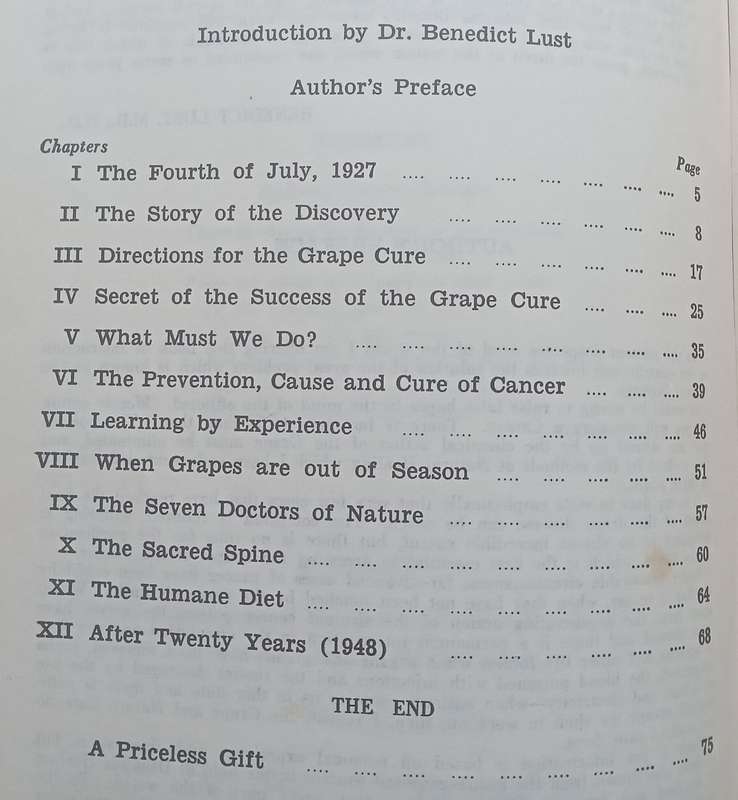 Introduction by Dr. Benedict Lust
Author's Preface
Chapters
Page
I The Fourth of July, 1927 .... .... .... .... .... .... .... 5
II The Story of the Discovery .... .... .... .... .... .... 8
III Directions for the Grape Cure .... .... .... .... .... .... 17
IV Secret of the Success of the Grape Cure .... .... .... 25
V What Must We Do? .... .... .... .... .... .... .... .... 35
VI The Prevention, Cause and Cure of Cancer .... .... .... 39
VII Learning by Experience .... .... .... .... .... .... .... 46
VIII When Grapes are out of Season .... .... .... .... .... 51
IX The Seven Doctors of Nature .... .... .... .... .... .... 57
X The Sacred Spine .... .... .... .... .... .... .... .... .... 60
XI The Humane Diet .... .... .... .... .... .... .... .... .... 64
XII After Twenty Years (1948) .... .... .... .... .... .... 68
THE END
A Priceless Gift .... .... .... .... .... .... .... .... .... 75